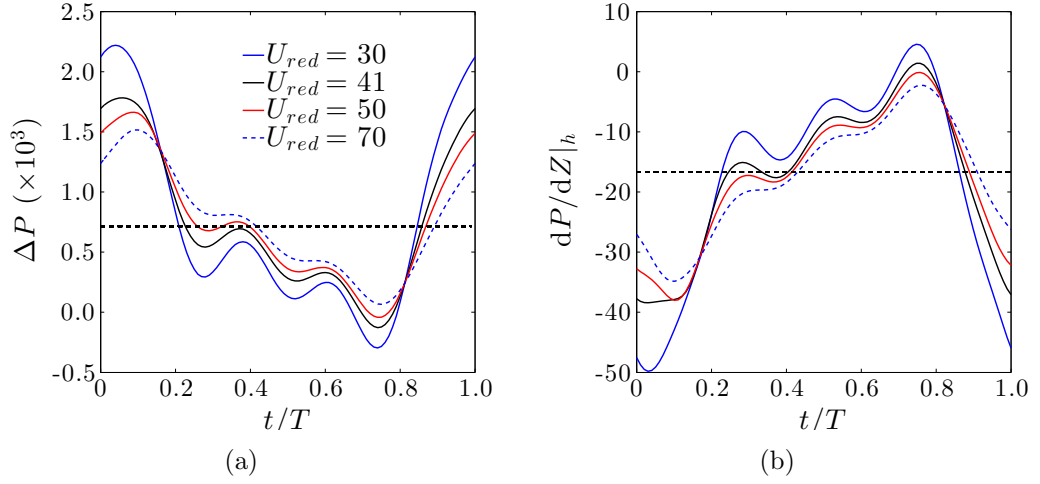 2.5
2.0
1.5
1.0
0.5
0.0
-0.5
ΔP (×10³)
U_red = 30
U_red = 41
U_red = 50
U_red = 70
0 0.2 0.4 0.6 0.8 1.0
t/T
(a)
10
0
-10
-20
-30
-40
-50
dP/dZ|_h
0 0.2 0.4 0.6 0.8 1.0
t/T
(b)